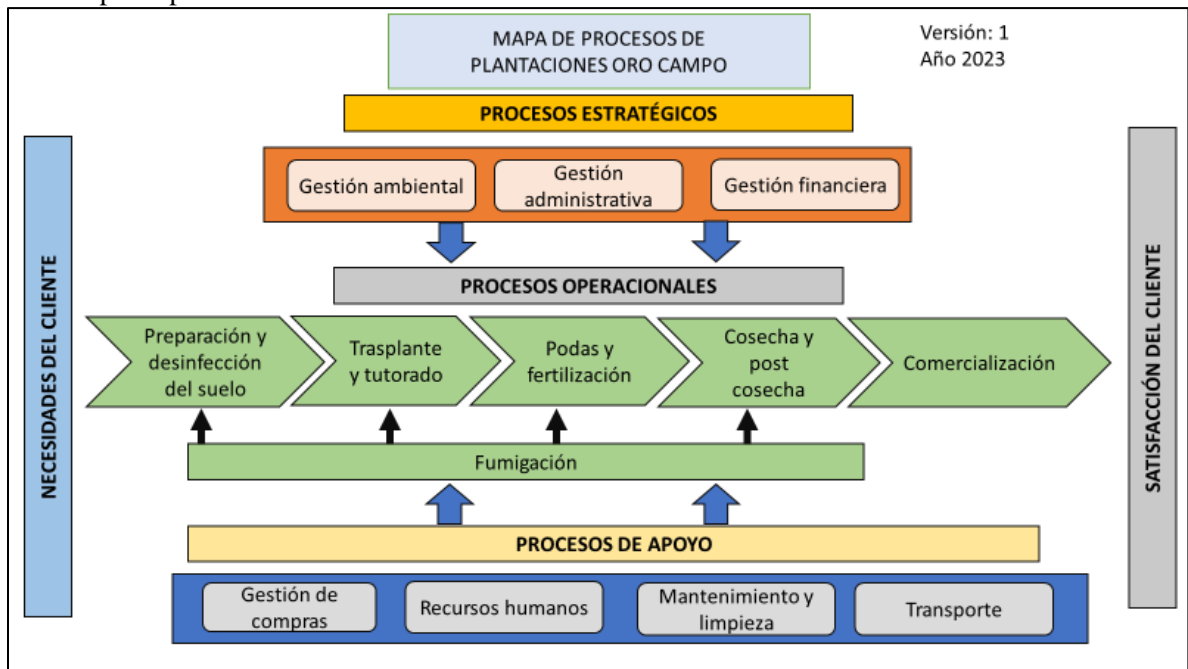 MAPA DE PROCESOS DE
PLANTACIONES ORO CAMPO
Versión: 1
Año 2023
PROCESOS ESTRATÉGICOS
Gestión ambiental
Gestión
administrativa
Gestión financiera
NECESIDADES DEL CLIENTE
PROCESOS OPERACIONALES
Preparación y
desinfección
del suelo
Trasplante
y tutorado
Podas y
fertilización
Cosecha y
post
cosecha
Comercialización
Fumigación
PROCESOS DE APOYO
Gestión de
compras
Recursos humanos
Mantenimiento y
limpieza
Transporte
SATISFACCIÓN DEL CLIENTE